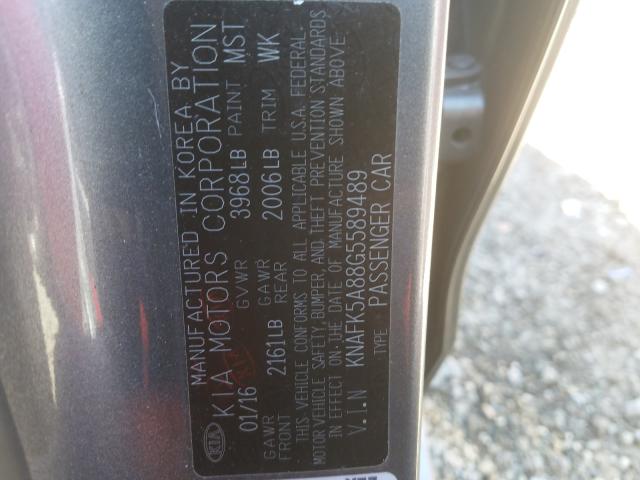 MANUFACTURED IN KOREA BY
KIA KIA MOTORS CORPORATION
01/16 GVWR 3968LB PAINT MST
GAWR FRONT 2161LB GAWR REAR 2006LB TRIM WK
THIS VEHICLE CONFORMS TO ALL APPLICABLE U.S.A. FEDERAL
MOTOR VEHICLE SAFETY, BUMPER, AND THEFT PREVENTION STANDARDS
IN EFFECT ON THE DATE OF MANUFACTURE SHOWN ABOVE.
V.I.N KNAFK5A88G5589489
TYPE PASSENGER CAR